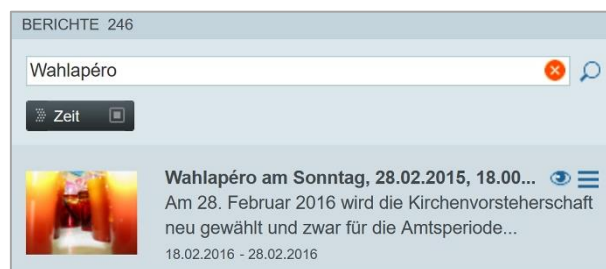 BERICHTE 246
Wahlapéro
Zeit
Wahlapéro am Sonntag, 28.02.2015, 18.00...
Am 28. Februar 2016 wird die Kirchenvorsteherschaft
neu gewählt und zwar für die Amtsperiode...
18.02.2016 - 28.02.2016